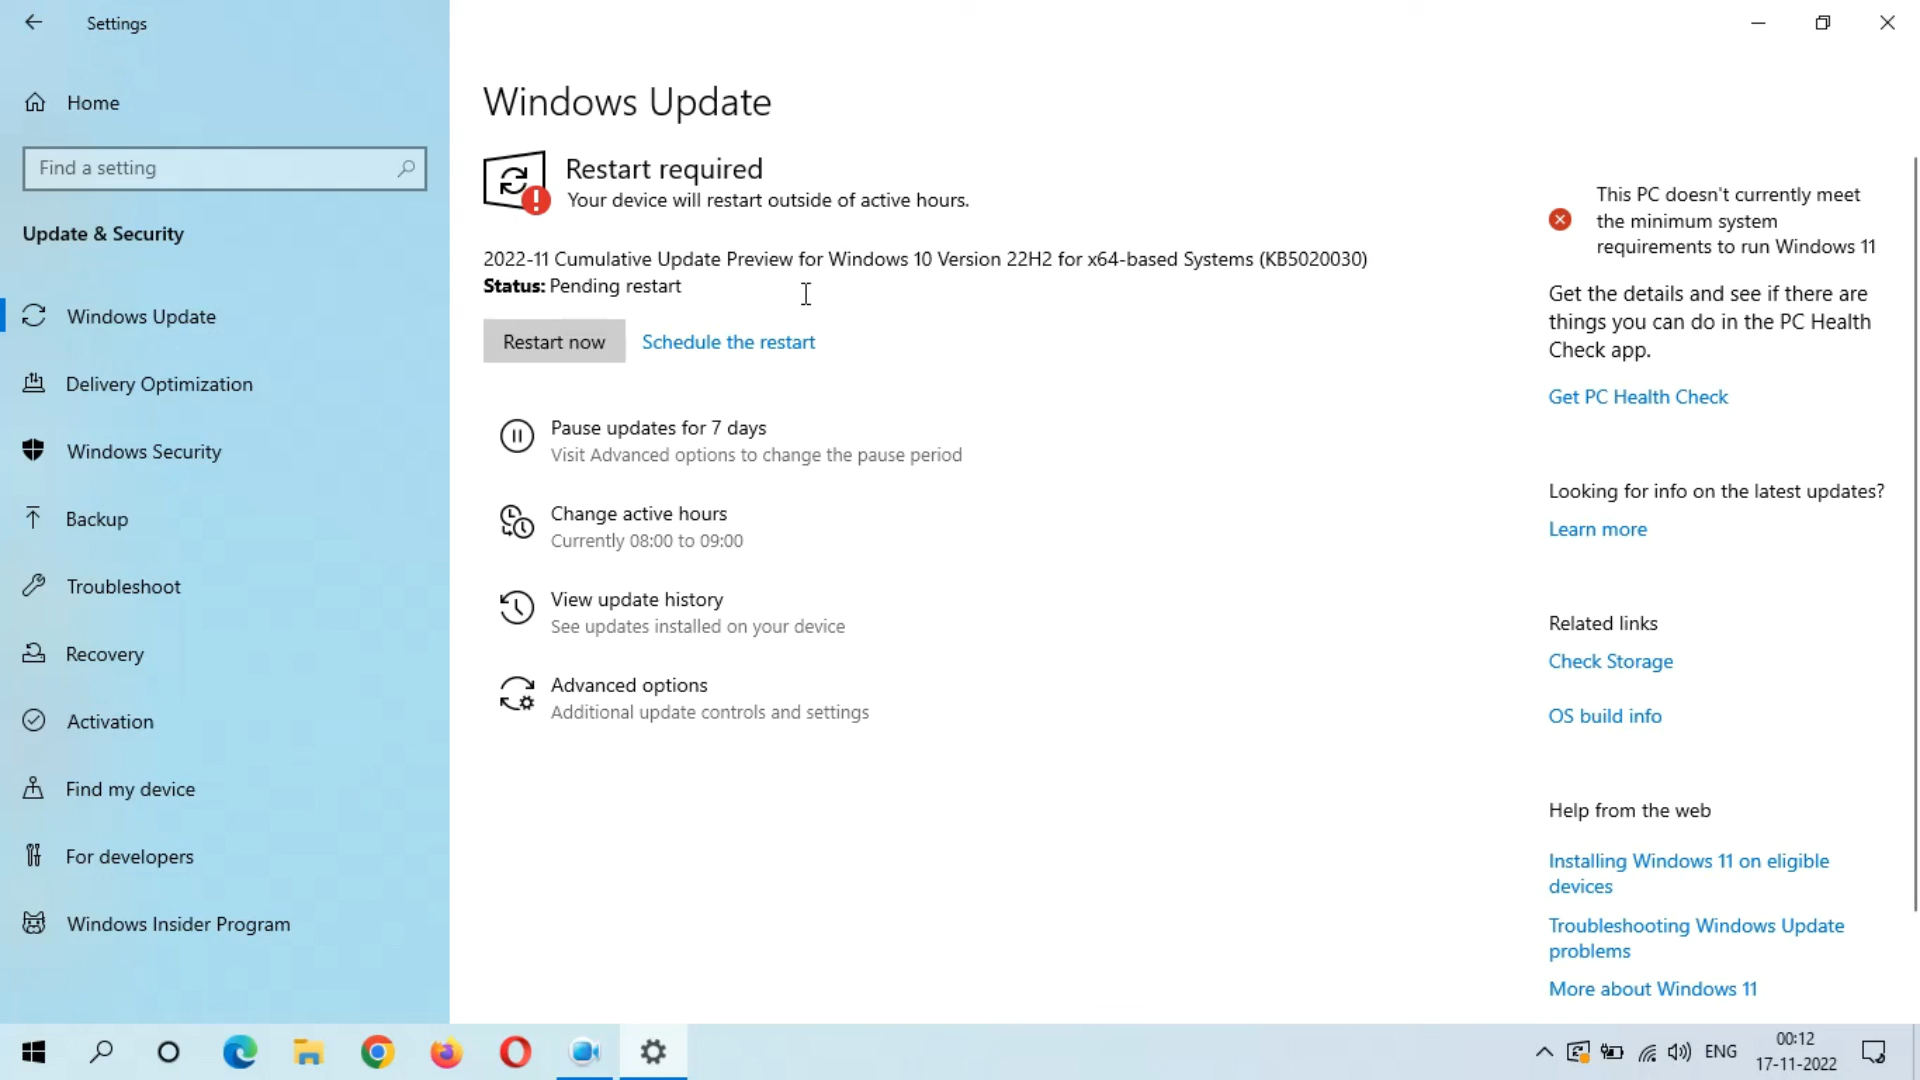 Settings
Home
Find a setting
Update & Security
Windows Update
Delivery Optimization
Windows Security
Backup
Troubleshoot
Recovery
Activation
Find my device
For developers
Windows Insider Program
Windows Update
Restart required
Your device will restart outside of active hours.
2022-11 Cumulative Update Preview for Windows 10 Version 22H2 for x64-based Systems (KB5020030)
Status: Pending restart
Restart now
Schedule the restart
Pause updates for 7 days
Visit Advanced options to change the pause period
Change active hours
Currently 08:00 to 09:00
View update history
See updates installed on your device
Advanced options
Additional update controls and settings
This PC doesn't currently meet
the minimum system
requirements to run Windows 11
Get the details and see if there are
things you can do in the PC Health
Check app.
Get PC Health Check
Looking for info on the latest updates?
Learn more
Related links
Check Storage
OS build info
Help from the web
Installing Windows 11 on eligible
devices
Troubleshooting Windows Update
problems
More about Windows 11
ENG
00:12
17-11-2022